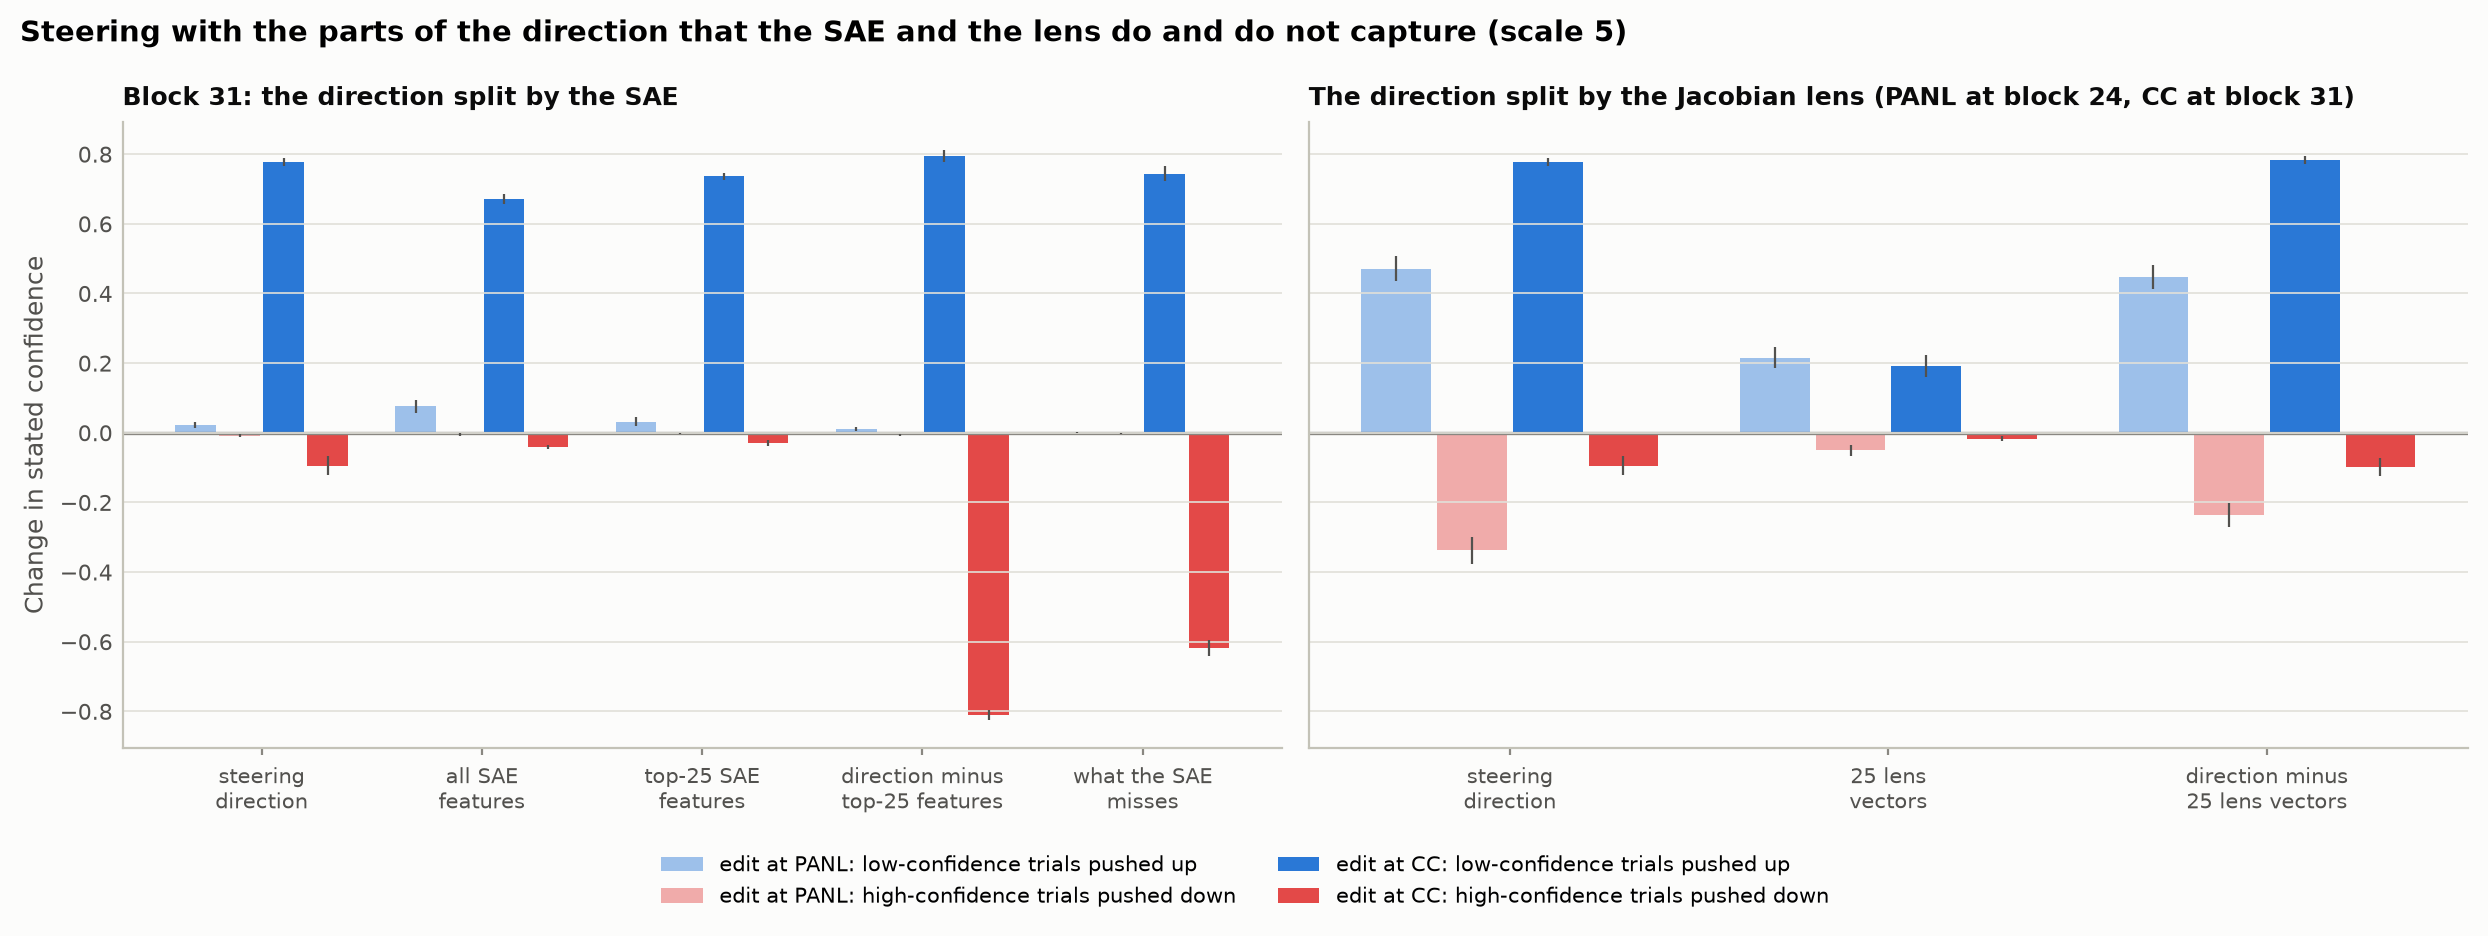 Steering with the parts of the direction that the SAE and the lens do and do not capture (scale 5)
Block 31: the direction split by the SAE
The direction split by the Jacobian lens (PANL at block 24, CC at block 31)
Change in stated confidence
0.8
0.6
0.4
0.2
0.0
−0.2
−0.4
−0.6
−0.8
steering
direction
all SAE
features
top-25 SAE
features
direction minus
top-25 features
what the SAE
misses
steering
direction
25 lens
vectors
direction minus
25 lens vectors
edit at PANL: low-confidence trials pushed up
edit at PANL: high-confidence trials pushed down
edit at CC: low-confidence trials pushed up
edit at CC: high-confidence trials pushed down